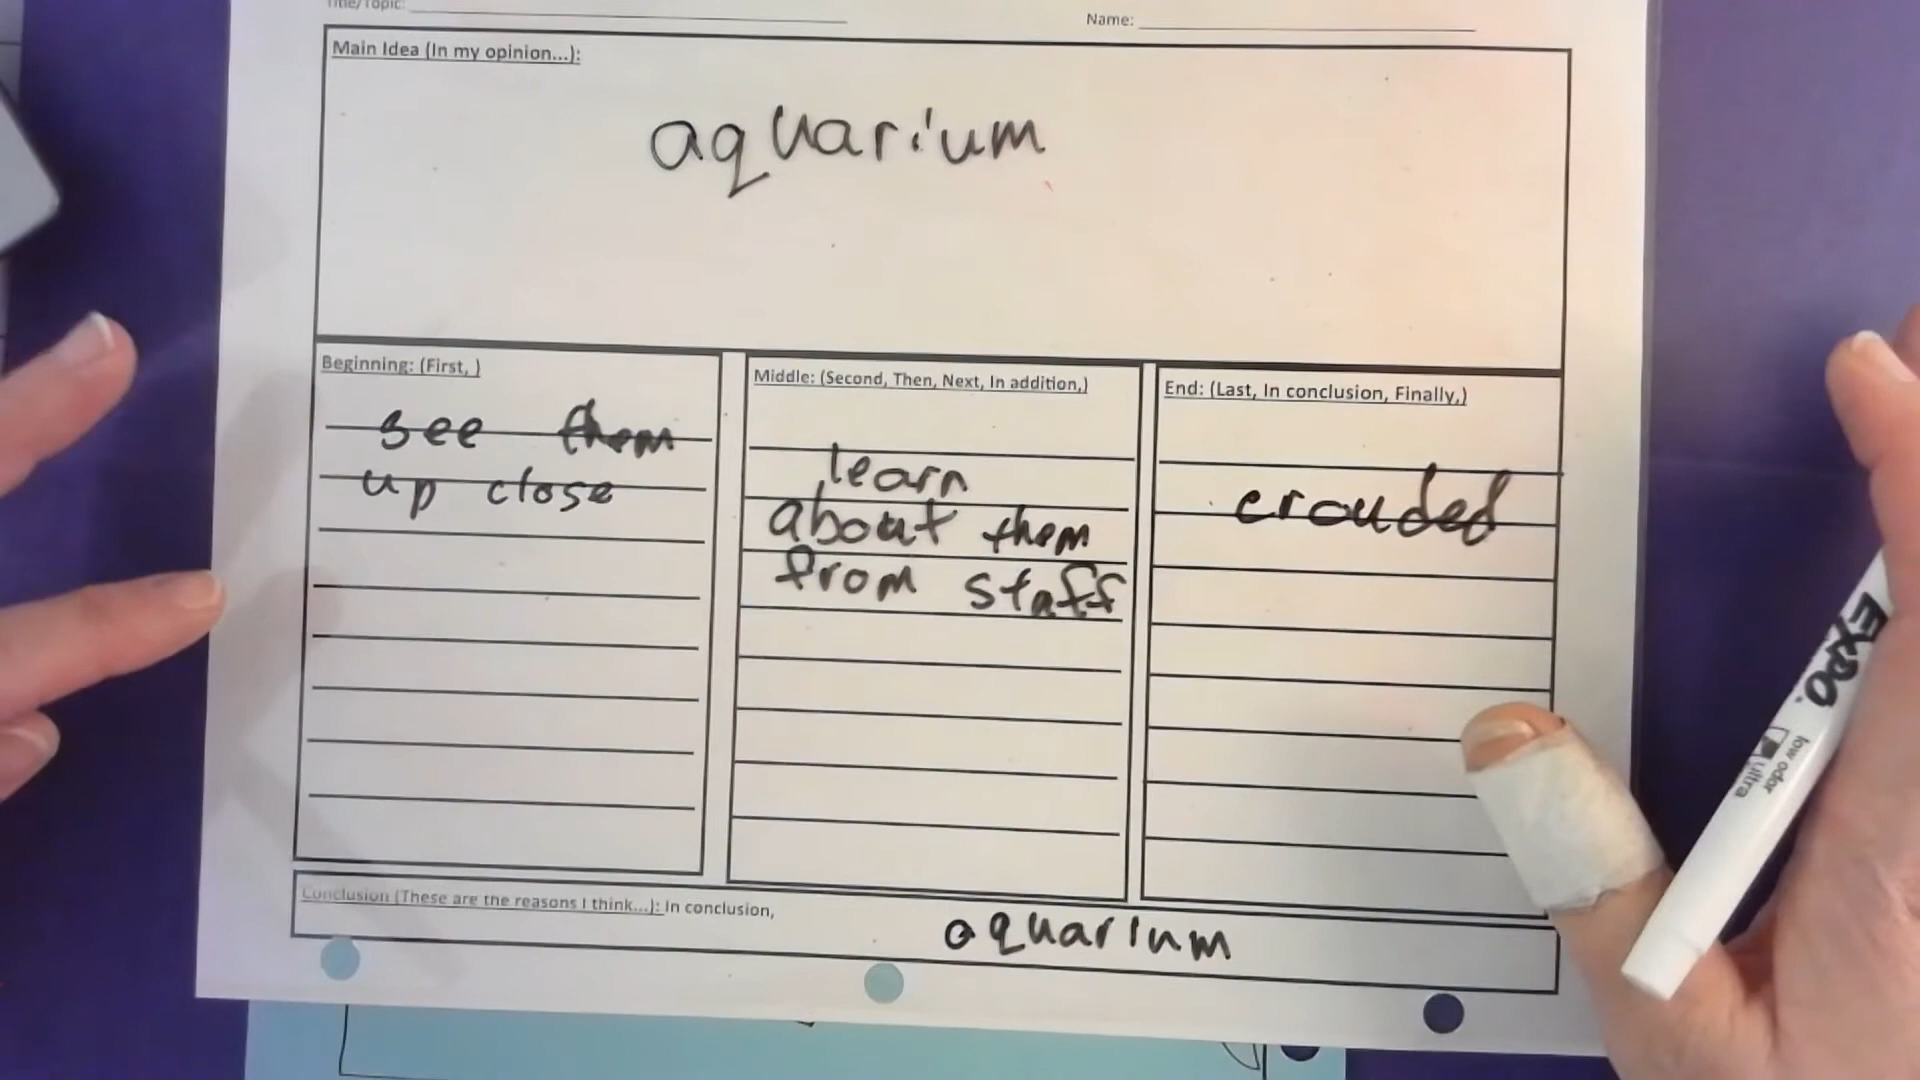 Title/Topic:
Name:
Main Idea (In my opinion...):
aquarium
Beginning: (First, )
see them
up close
Middle: (Second, Then, Next, In addition,)
learn
about them
from staff
End: (Last, In conclusion, Finally,)
crouded
Conclusion (These are the reasons I think...): In conclusion,
aquarium
EXPO.
low odor
ultra